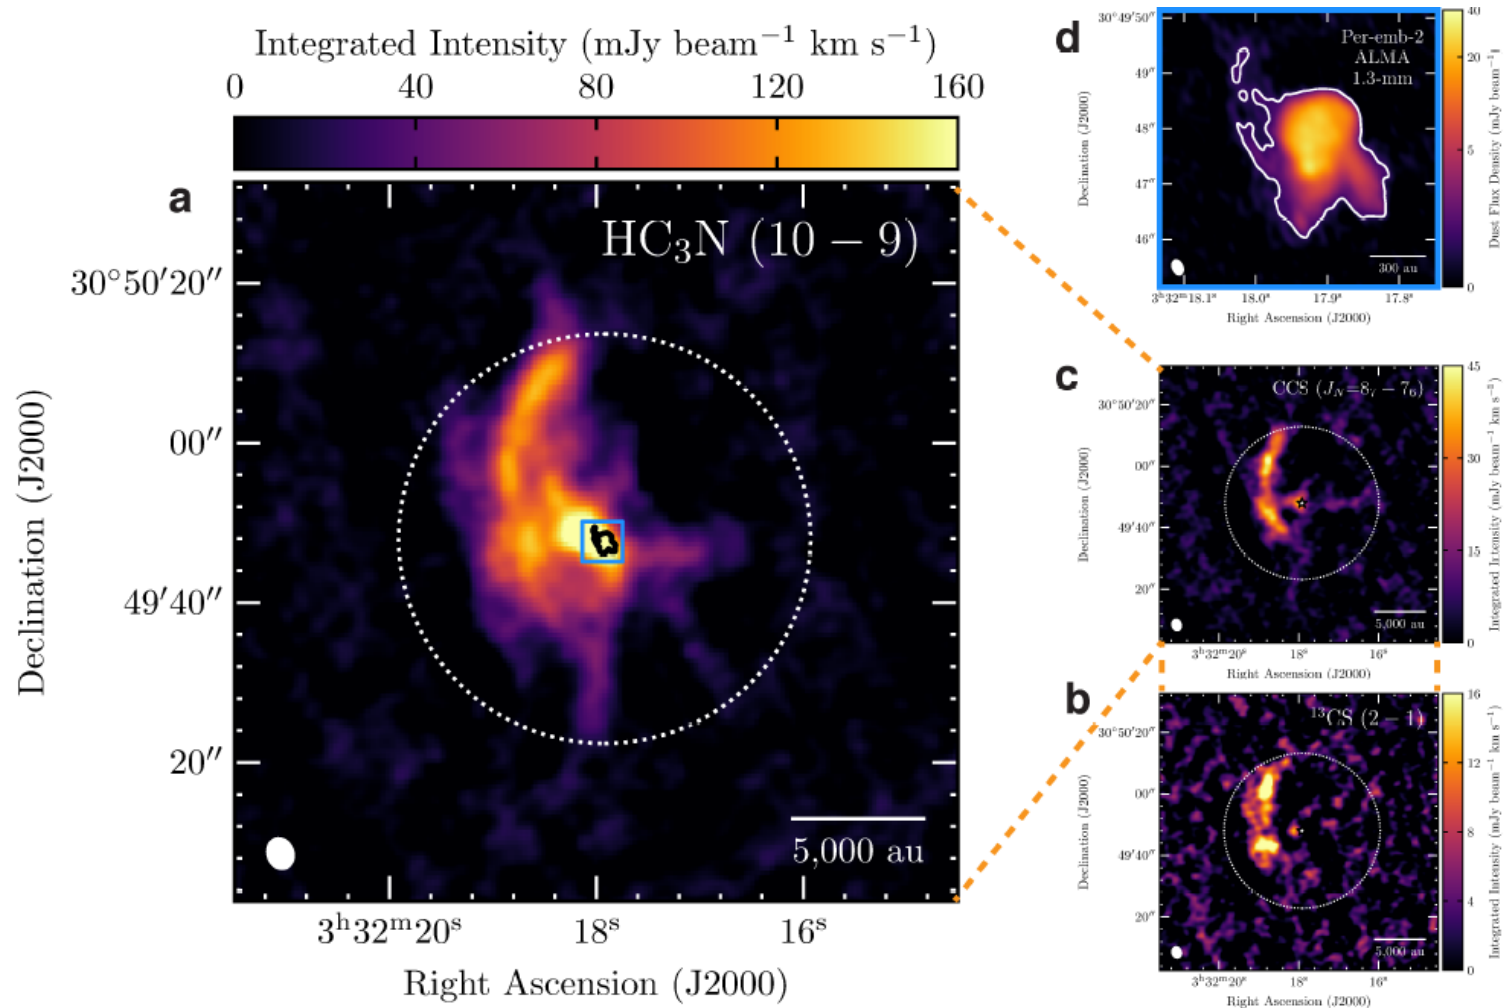 Integrated Intensity (mJy beam⁻¹ km s⁻¹)
0 40 80 120 160
a
HC₃N (10 − 9)
30°50′20″
00″
49′40″
20″
Declination (J2000)
5,000 au
3ʰ32ᵐ20ˢ 18ˢ 16ˢ
Right Ascension (J2000)
d
Per-emb-2
ALMA
1.3-mm
30°49′50″
49″
48″
47″
46″
Declination (J2000)
300 au
3ʰ32ᵐ18.1ˢ 18.0ˢ 17.9ˢ 17.8ˢ
Right Ascension (J2000)
40
20
5
0
Dust Flux Density (mJy beam⁻¹)
c
CCS (J_N=8₇ − 7₆)
30°50′20″
00″
49′40″
20″
Declination (J2000)
5,000 au
3ʰ32ᵐ20ˢ 18ˢ 16ˢ
Right Ascension (J2000)
45
30
15
0
Integrated Intensity (mJy beam⁻¹ km s⁻¹)
b
¹³CS (2 − 1)
30°50′20″
00″
49′40″
20″
Declination (J2000)
5,000 au
3ʰ32ᵐ20ˢ 18ˢ 16ˢ
Right Ascension (J2000)
16
12
8
4
0
Integrated Intensity (mJy beam⁻¹ km s⁻¹)